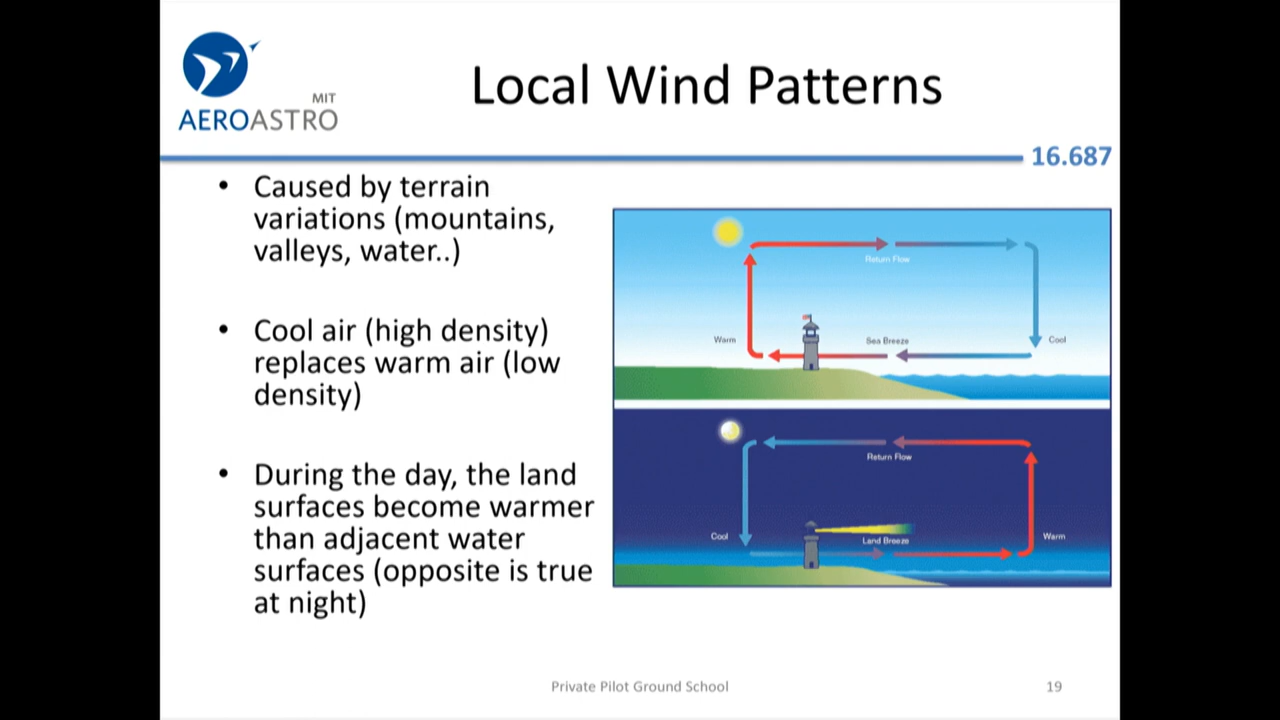 MIT
AEROASTRO
Local Wind Patterns
16.687
• Caused by terrain
variations (mountains,
valleys, water..)
• Cool air (high density)
replaces warm air (low
density)
• During the day, the land
surfaces become warmer
than adjacent water
surfaces (opposite is true
at night)
Return Flow
Warm
Sea Breeze
Cool
Return Flow
Cool
Land Breeze
Warm
Private Pilot Ground School
19